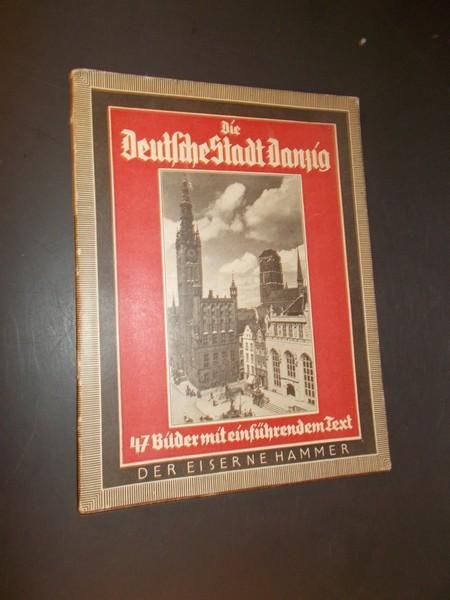 Die
Deutsche Stadt Danzig
47 Bilder mit einführendem Text
DER EISERNE HAMMER